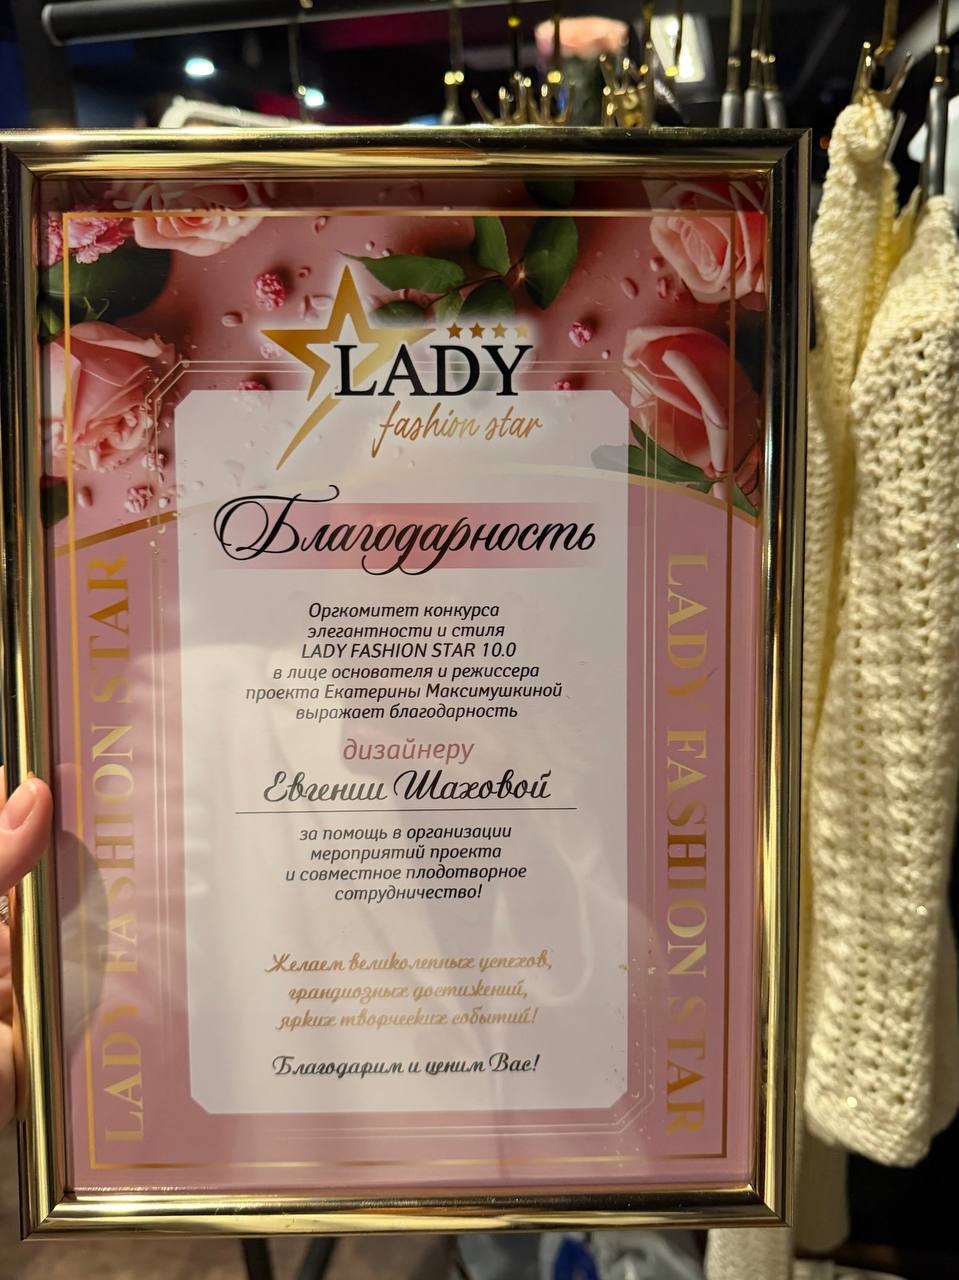 LADY
fashion star
Благодарность
Оргкомитет конкурса
элегантности и стиля
LADY FASHION STAR 10.0
в лице основателя и режиссера
проекта Екатерины Максимушкиной
выражает благодарность
дизайнеру
Евгении Шаховой
за помощь в организации
мероприятий проекта
и совместное плодотворное
сотрудничество!
Желаем великолепных успехов,
грандиозных достижений,
ярких творческих событий!
Благодарим и ценим Вас!
LADY FASHION STAR
LADY FASHION STAR